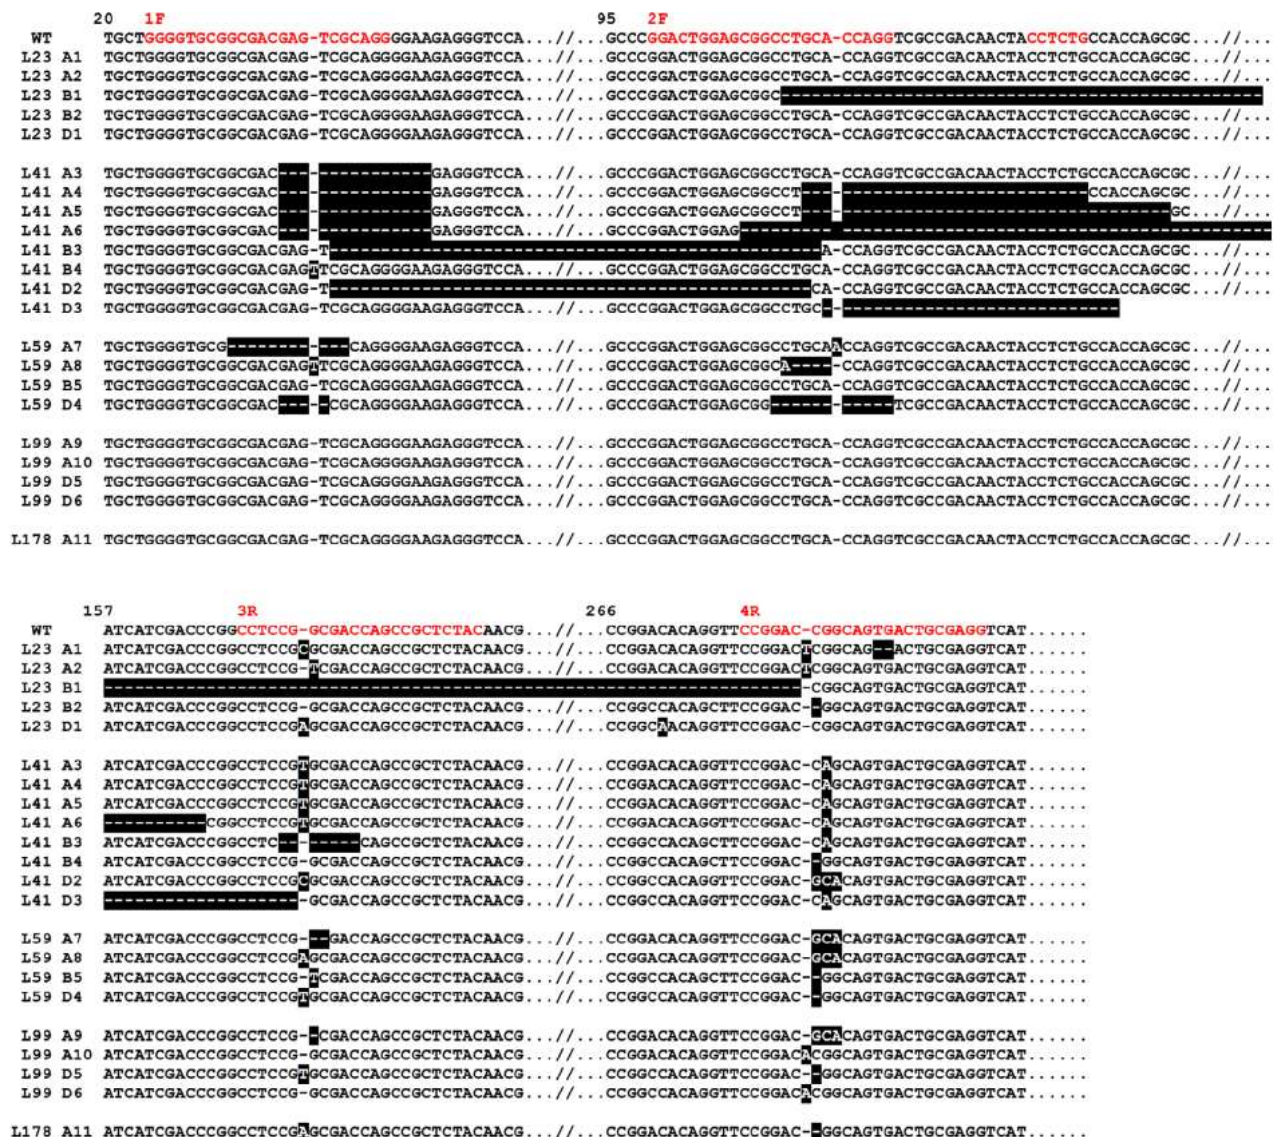 20 1F 95 2F
WT TGCTGGGGTGCGGCGACGAG-TCGCAGGGGAAGAGGGTCCA...//...GCCCGGACTGGAGCGGCCTGCA-CCAGGTCGCCGACAACTACCTCTGCCACCAGCGC...//...
L23 A1 TGCTGGGGTGCGGCGACGAG-TCGCAGGGGAAGAGGGTCCA...//...GCCCGGACTGGAGCGGCCTGCA-CCAGGTCGCCGACAACTACCTCTGCCACCAGCGC...//...
L23 A2 TGCTGGGGTGCGGCGACGAG-TCGCAGGGGAAGAGGGTCCA...//...GCCCGGACTGGAGCGGCCTGCA-CCAGGTCGCCGACAACTACCTCTGCCACCAGCGC...//...
L23 B1 TGCTGGGGTGCGGCGACGAG-TCGCAGGGGAAGAGGGTCCA...//...GCCCGGACTGGAGCGGC-----------------------------------------------
L23 B2 TGCTGGGGTGCGGCGACGAG-TCGCAGGGGAAGAGGGTCCA...//...GCCCGGACTGGAGCGGCCTGCA-CCAGGTCGCCGACAACTACCTCTGCCACCAGCGC...//...
L23 D1 TGCTGGGGTGCGGCGACGAG-TCGCAGGGGAAGAGGGTCCA...//...GCCCGGACTGGAGCGGCCTGCA-CCAGGTCGCCGACAACTACCTCTGCCACCAGCGC...//...
L41 A3 TGCTGGGGTGCGGCGAC---------------GAGGGTCCA...//...GCCCGGACTGGAGCGGCCTGCA-CCAGGTCGCCGACAACTACCTCTGCCACCAGCGC...//...
L41 A4 TGCTGGGGTGCGGCGAC---------------GAGGGTCCA...//...GCCCGGACTGGAGCGGCCT----------------------------CCACCAGCGC...//...
L41 A5 TGCTGGGGTGCGGCGAC---------------GAGGGTCCA...//...GCCCGGACTGGAGCGGCCT------------------------------------GC...//...
L41 A6 TGCTGGGGTGCGGCGAC---------------GAGGGTCCA...//...GCCCGGACTGGAG----------------------------------------------------
L41 B3 TGCTGGGGTGCGGCGACGAG-T------------------------------------------------A-CCAGGTCGCCGACAACTACCTCTGCCACCAGCGC...//...
L41 B4 TGCTGGGGTGCGGCGACGAGTTCGCAGGGGAAGAGGGTCCA...//...GCCCGGACTGGAGCGGCCTGCA-CCAGGTCGCCGACAACTACCTCTGCCACCAGCGC...//...
L41 D2 TGCTGGGGTGCGGCGACGAG-T-----------------------------------------------CA-CCAGGTCGCCGACAACTACCTCTGCCACCAGCGC...//...
L41 D3 TGCTGGGGTGCGGCGACGAG-TCGCAGGGGAAGAGGGTCCA...//...GCCCGGACTGGAGCGGCCTGC-----------------------------
L59 A7 TGCTGGGGTGCG------------CAGGGGAAGAGGGTCCA...//...GCCCGGACTGGAGCGGCCTGCAACCAGGTCGCCGACAACTACCTCTGCCACCAGCGC...//...
L59 A8 TGCTGGGGTGCGGCGACGAGTTCGCAGGGGAAGAGGGTCCA...//...GCCCGGACTGGAGCGGCA-----CCAGGTCGCCGACAACTACCTCTGCCACCAGCGC...//...
L59 B5 TGCTGGGGTGCGGCGACGAG-TCGCAGGGGAAGAGGGTCCA...//...GCCCGGACTGGAGCGGCCTGCA-CCAGGTCGCCGACAACTACCTCTGCCACCAGCGC...//...
L59 D4 TGCTGGGGTGCGGCGAC-----CGCAGGGGAAGAGGGTCCA...//...GCCCGGACTGGAGCGG------------TCGCCGACAACTACCTCTGCCACCAGCGC...//...
L99 A9 TGCTGGGGTGCGGCGACGAG-TCGCAGGGGAAGAGGGTCCA...//...GCCCGGACTGGAGCGGCCTGCA-CCAGGTCGCCGACAACTACCTCTGCCACCAGCGC...//...
L99 A10 TGCTGGGGTGCGGCGACGAG-TCGCAGGGGAAGAGGGTCCA...//...GCCCGGACTGGAGCGGCCTGCA-CCAGGTCGCCGACAACTACCTCTGCCACCAGCGC...//...
L99 D5 TGCTGGGGTGCGGCGACGAG-TCGCAGGGGAAGAGGGTCCA...//...GCCCGGACTGGAGCGGCCTGCA-CCAGGTCGCCGACAACTACCTCTGCCACCAGCGC...//...
L99 D6 TGCTGGGGTGCGGCGACGAG-TCGCAGGGGAAGAGGGTCCA...//...GCCCGGACTGGAGCGGCCTGCA-CCAGGTCGCCGACAACTACCTCTGCCACCAGCGC...//...
L178 A11 TGCTGGGGTGCGGCGACGAG-TCGCAGGGGAAGAGGGTCCA...//...GCCCGGACTGGAGCGGCCTGCA-CCAGGTCGCCGACAACTACCTCTGCCACCAGCGC...//...
157 3R 266 4R
WT ATCATCGACCCGGCCTCCG-GCGACCAGCCGCTCTACAACG...//...CCGGACACAGGTTCCGGAC-CGGCAGTGACTGCGAGGTCAT......
L23 A1 ATCATCGACCCGGCCTCCGCGCGACCAGCCGCTCTACAACG...//...CCGGACACAGGTTCCGGACTCGGCAG--ACTGCGAGGTCAT......
L23 A2 ATCATCGACCCGGCCTCCG-TCGACCAGCCGCTCTACAACG...//...CCGGACACAGGTTCCGGACTCGGCAGTGACTGCGAGGTCAT......
L23 B1 ---------------------------------------------------------------------CGGCAGTGACTGCGAGGTCAT......
L23 B2 ATCATCGACCCGGCCTCCG-GCGACCAGCCGCTCTACAACG...//...CCGGCCACAGCTTCCGGAC--GGCAGTGACTGCGAGGTCAT......
L23 D1 ATCATCGACCCGGCCTCCGAGCGACCAGCCGCTCTACAACG...//...CCGGCAACAGGTTCCGGAC-CGGCAGTGACTGCGAGGTCAT......
L41 A3 ATCATCGACCCGGCCTCCGTGCGACCAGCCGCTCTACAACG...//...CCGGACACAGGTTCCGGAC-CAGCAGTGACTGCGAGGTCAT......
L41 A4 ATCATCGACCCGGCCTCCGTGCGACCAGCCGCTCTACAACG...//...CCGGACACAGGTTCCGGAC-CAGCAGTGACTGCGAGGTCAT......
L41 A5 ATCATCGACCCGGCCTCCGTGCGACCAGCCGCTCTACAACG...//...CCGGACACAGGTTCCGGAC-CAGCAGTGACTGCGAGGTCAT......
L41 A6 ----------CGGCCTCCGTGCGACCAGCCGCTCTACAACG...//...CCGGACACAGGTTCCGGAC-CAGCAGTGACTGCGAGGTCAT......
L41 B3 ATCATCGACCCGGCCTC--------CAGCCGCTCTACAACG...//...CCGGCCACAGCTTCCGGAC-CAGCAGTGACTGCGAGGTCAT......
L41 B4 ATCATCGACCCGGCCTCCG-GCGACCAGCCGCTCTACAACG...//...CCGGCCACAGCTTCCGGAC--GGCAGTGACTGCGAGGTCAT......
L41 D2 ATCATCGACCCGGCCTCCGCGCGACCAGCCGCTCTACAACG...//...CCGGCCACAGGTTCCGGAC-GCACAGTGACTGCGAGGTCAT......
L41 D3 --------------------GCGACCAGCCGCTCTACAACG...//...CCGGCCACAGGTTCCGGAC-CAGCAGTGACTGCGAGGTCAT......
L59 A7 ATCATCGACCCGGCCTCCG---GACCAGCCGCTCTACAACG...//...CCGGACACAGGTTCCGGAC-GCACAGTGACTGCGAGGTCAT......
L59 A8 ATCATCGACCCGGCCTCCGAGCGACCAGCCGCTCTACAACG...//...CCGGACACAGGTTCCGGAC-GCACAGTGACTGCGAGGTCAT......
L59 B5 ATCATCGACCCGGCCTCCG-TCGACCAGCCGCTCTACAACG...//...CCGGCCACAGCTTCCGGAC--GGCAGTGACTGCGAGGTCAT......
L59 D4 ATCATCGACCCGGCCTCCGTGCGACCAGCCGCTCTACAACG...//...CCGGCCACAGGTTCCGGAC--GGCAGTGACTGCGAGGTCAT......
L99 A9 ATCATCGACCCGGCCTCCG--CGACCAGCCGCTCTACAACG...//...CCGGACACAGGTTCCGGAC-GCACAGTGACTGCGAGGTCAT......
L99 A10 ATCATCGACCCGGCCTCCG-GCGACCAGCCGCTCTACAACG...//...CCGGACACAGGTTCCGGACACGGCAGTGACTGCGAGGTCAT......
L99 D5 ATCATCGACCCGGCCTCCGTGCGACCAGCCGCTCTACAACG...//...CCGGCCACAGGTTCCGGAC--GGCAGTGACTGCGAGGTCAT......
L99 D6 ATCATCGACCCGGCCTCCG-GCGACCAGCCGCTCTACAACG...//...CCGGCCACAGGTTCCGGACACGGCAGTGACTGCGAGGTCAT......
L178 A11 ATCATCGACCCGGCCTCCGAGCGACCAGCCGCTCTACAACG...//...CCGGACACAGGTTCCGGAC--GGCAGTGACTGCGAGGTCAT......